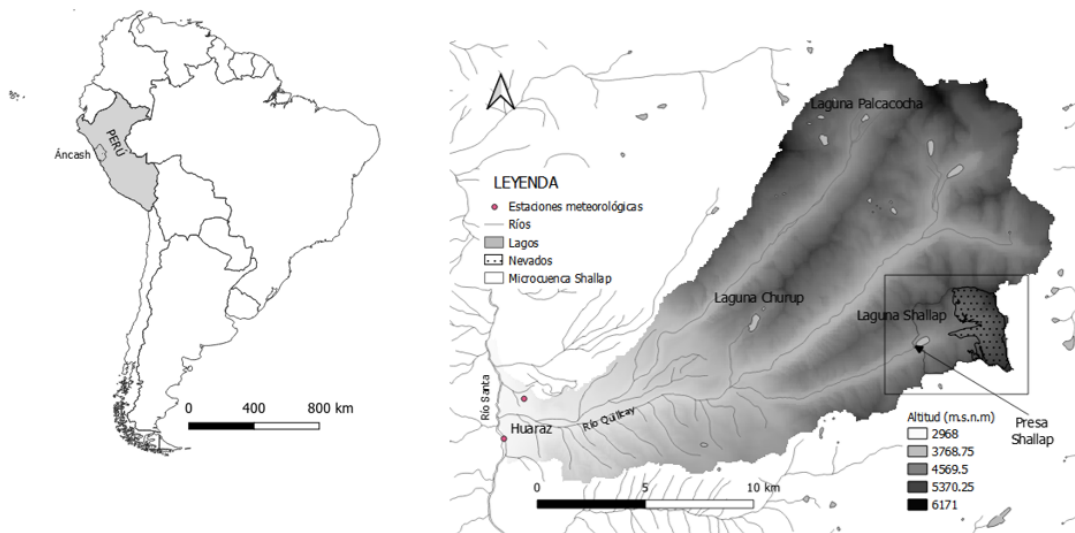 PERÚ
Áncash
0 400 800 km
Laguna Palcacocha
LEYENDA
Estaciones meteorológicas
Ríos
Lagos
Nevados
Microcuenca Shallap
Laguna Churup
Laguna Shallap
Río Santa
Huaraz
Río Quillcay
Presa
Shallap
Altitud (m.s.n.m)
2968
3768.75
4569.5
5370.25
6171
0 5 10 km